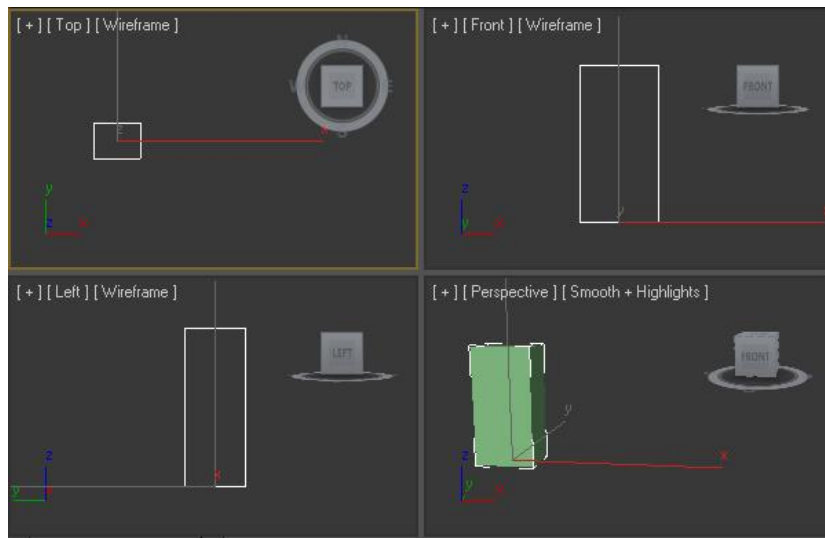 [ + ] [ Top ] [ Wireframe ]
N
W
TOP
E
S
z
x
y
z
x
[ + ] [ Front ] [ Wireframe ]
FRONT
z
y
x
y
[ + ] [ Left ] [ Wireframe ]
LEFT
z
x
y
[ + ] [ Perspective ] [ Smooth + Highlights ]
FRONT
y
x
z
y
x